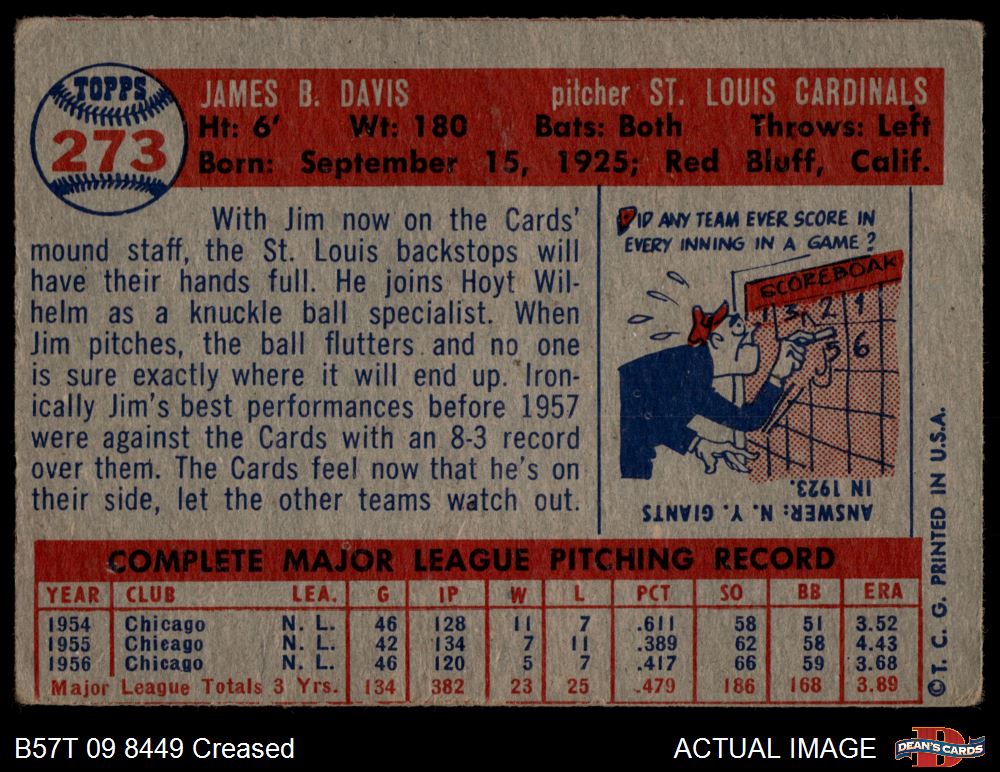 TOPPS
273
JAMES B. DAVIS pitcher ST. LOUIS CARDINALS
Ht: 6' Wt: 180 Bats: Both Throws: Left
Born: September 15, 1925; Red Bluff, Calif.
With Jim now on the Cards'
mound staff, the St. Louis backstops will
have their hands full. He joins Hoyt Wil-
helm as a knuckle ball specialist. When
Jim pitches, the ball flutters and no one
is sure exactly where it will end up. Iron-
ically Jim's best performances before 1957
were against the Cards with an 8-3 record
over them. The Cards feel now that he's on
their side, let the other teams watch out.
DID ANY TEAM EVER SCORE IN
EVERY INNING IN A GAME?
SCOREBOAR
1 3 2 4
5 6
ANSWER: N. Y. GIANTS
IN 1923.
COMPLETE MAJOR LEAGUE PITCHING RECORD
YEAR CLUB LEA. G IP W L PCT SO BB ERA
1954 Chicago N. L. 46 128 11 7 .611 58 51 3.52
1955 Chicago N. L. 42 134 7 11 .389 62 58 4.43
1956 Chicago N. L. 46 120 5 7 .417 66 59 3.68
Major League Totals 3 Yrs. 134 382 23 25 .479 186 168 3.89
©T. C. G. PRINTED IN U.S.A.
B57T 09 8449 Creased
ACTUAL IMAGE
DEAN'S CARDS